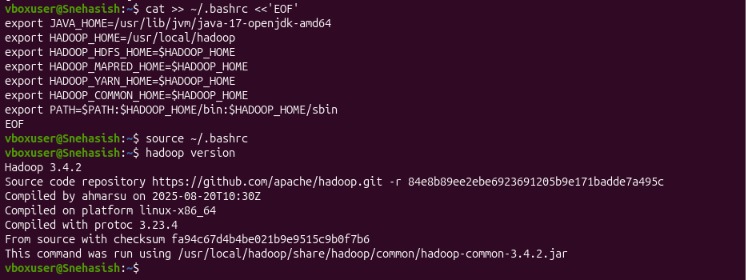 vboxuser@Snehasish:~$ cat >> ~/.bashrc <<'EOF'
export JAVA_HOME=/usr/lib/jvm/java-17-openjdk-amd64
export HADOOP_HOME=/usr/local/hadoop
export HADOOP_HDFS_HOME=$HADOOP_HOME
export HADOOP_MAPRED_HOME=$HADOOP_HOME
export HADOOP_YARN_HOME=$HADOOP_HOME
export HADOOP_COMMON_HOME=$HADOOP_HOME
export PATH=$PATH:$HADOOP_HOME/bin:$HADOOP_HOME/sbin
EOF
vboxuser@Snehasish:~$ source ~/.bashrc
vboxuser@Snehasish:~$ hadoop version
Hadoop 3.4.2
Source code repository https://github.com/apache/hadoop.git -r 84e8b89ee2ebe6923691205b9e171badde7a495c
Compiled by ahmarsu on 2025-08-20T10:30Z
Compiled on platform linux-x86_64
Compiled with protoc 3.23.4
From source with checksum fa94c67d4b4be021b9e9515c9b0f7b6
This command was run using /usr/local/hadoop/share/hadoop/common/hadoop-common-3.4.2.jar
vboxuser@Snehasish:~$